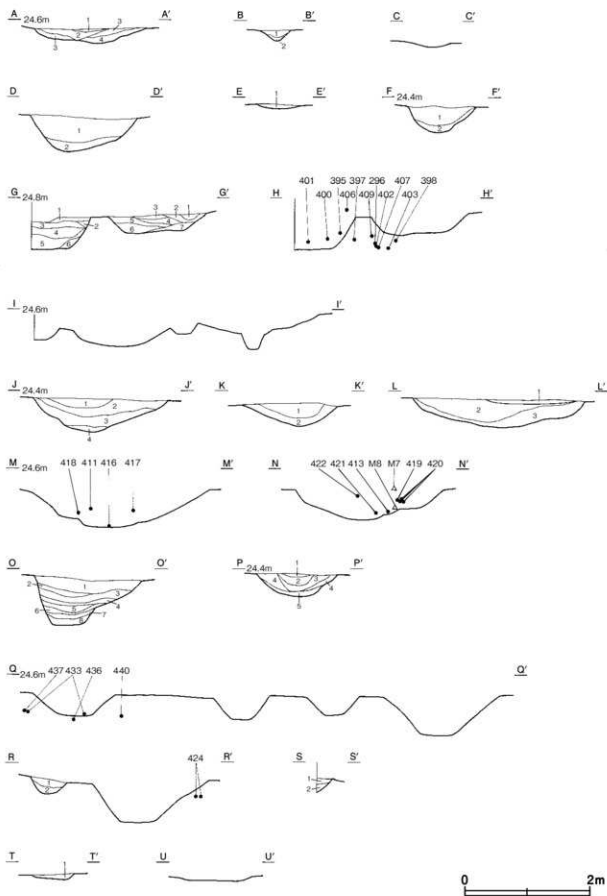 A A′ B B′ C C′
24.6m 1 2 3 3 4 1 2
D D′ E E′ F F′
1 2 1 24.4m 1 2
G G′ H H′
24.8m 1 2 3 4 5 6 3 2 1 5 6 7
401 400 395 406 397 409 296 402 407 403 398
I I′
24.6m
J J′ K K′ L L′
24.4m 1 2 3 4 1 2 1 2 3
M M′ N N′
24.6m 418 411 416 417 422 421 413 M8 M7 419 420
O O′ P P′
2 1 3 4 5 6 7 8 24.4m 1 2 3 4 4 5
Q Q′
24.6m 437 433 436 440
R R′ S S′
1 2 424 1 2
T T′ U U′
1
0 2m